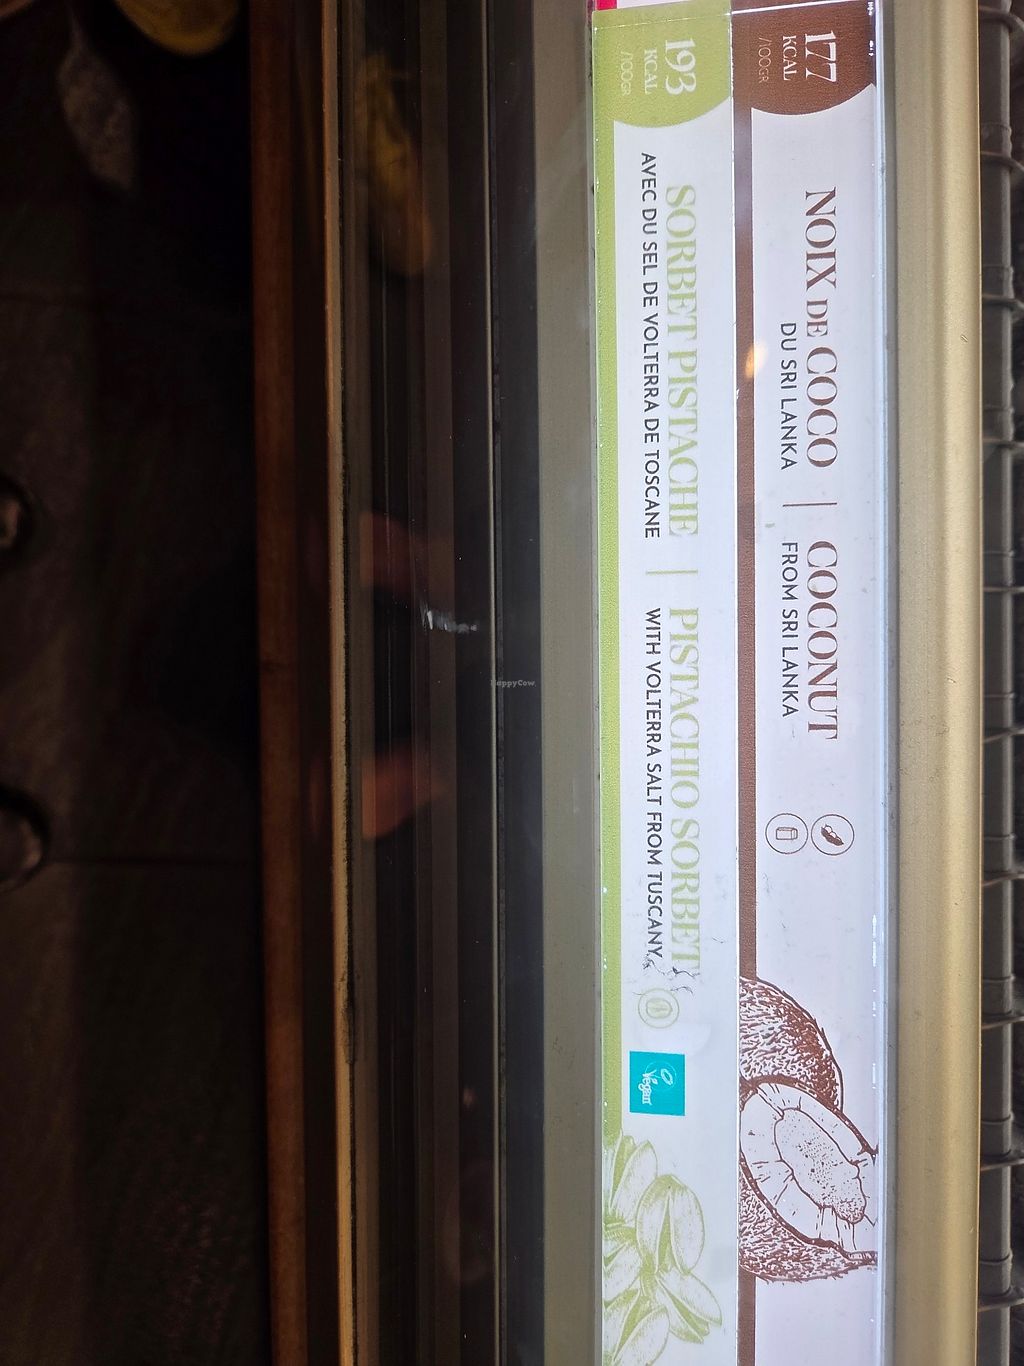 177
KCAL
/100GR
NOIX DE COCO | COCONUT
DU SRI LANKA
FROM SRI LANKA
193
KCAL
/100GR
SORBET PISTACHE | PISTACHIO SORBET
AVEC DU SEL DE VOLTERRA DE TOSCANE
WITH VOLTERRA SALT FROM TUSCANY
Vegan
HappyCow